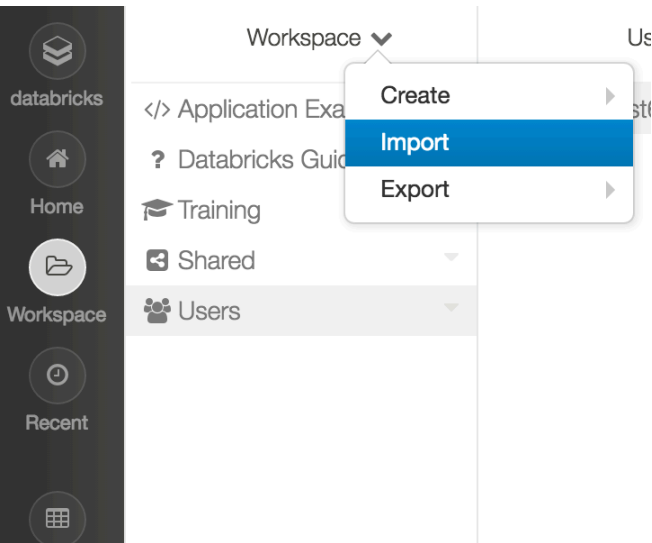 databricks
Home
Workspace
Recent
Workspace
</> Application Exa
? Databricks Guid
Training
Shared
Users
Create
Import
Export
Us